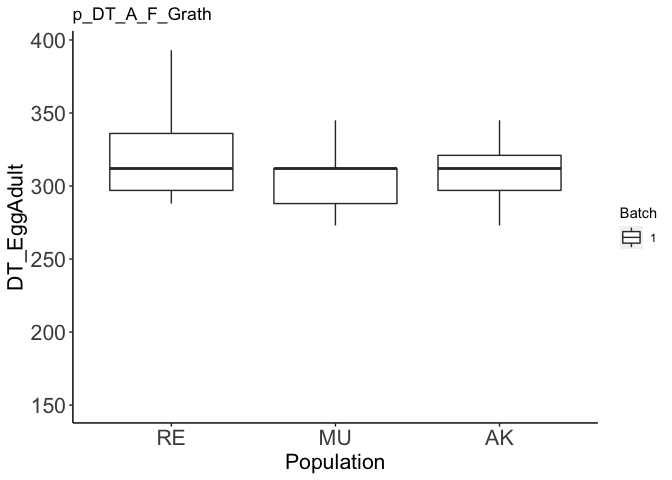 p_DT_A_F_Grath
400
350
300
250
200
150
DT_EggAdult
RE MU AK
Population
Batch
1